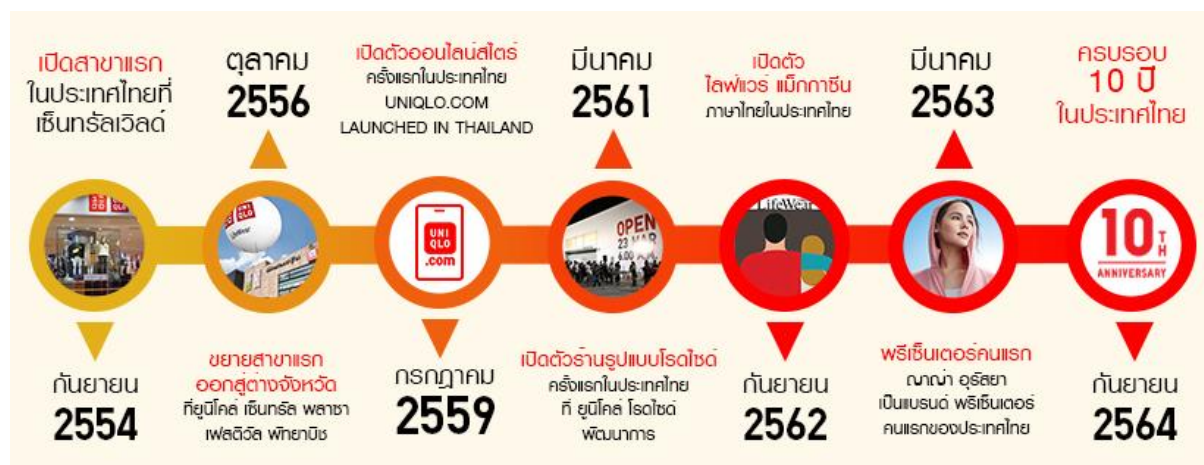 เปิดสาขาแรก
ในประเทศไทยที่
เซ็นทรัลเวิลด์
กันยายน
2554
ตุลาคม
2556
ขยายสาขาแรก
ออกสู่ต่างจังหวัด
ที่ยูนิโคล่ เซ็นทรัล พลาซา
เฟสติวัล พัทยาบีช
เปิดตัวออนไลน์สโตร์
ครั้งแรกในประเทศไทย
UNIQLO.COM
LAUNCHED IN THAILAND
UNI
QLO
.com
กรกฎาคม
2559
มีนาคม
2561
OPEN
23 MAR
เปิดตัวร้านรูปแบบโรดไซด์
ครั้งแรกในประเทศไทย
ที่ ยูนิโคล่ โรดไซด์
พัฒนาการ
เปิดตัว
ไลฟ์แวร์ แม็กกาซีน
ภาษาไทยในประเทศไทย
LifeWear
กันยายน
2562
มีนาคม
2563
พรีเซ็นเตอร์คนแรก
ญาญ่า อุรัสยา
เป็นแบรนด์ พรีเซ็นเตอร์
คนแรกของประเทศไทย
ครบรอบ
10 ปี
ในประเทศไทย
10TH
ANNIVERSARY
กันยายน
2564